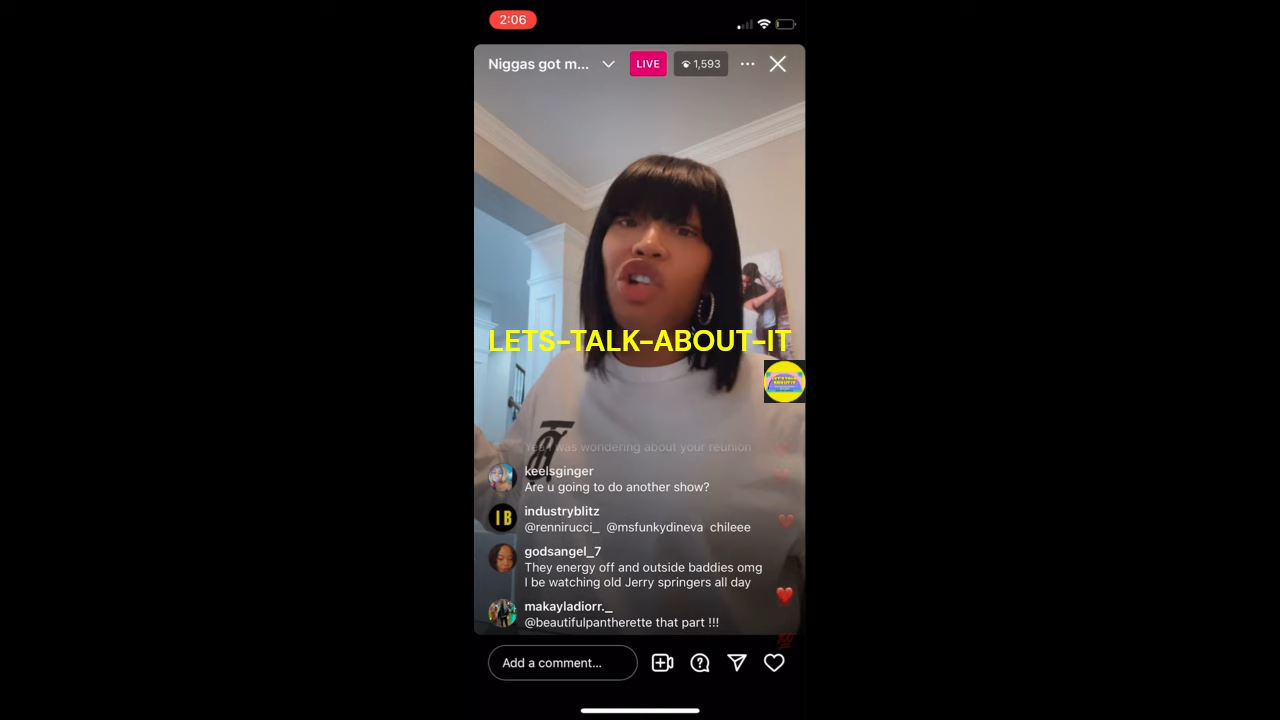 2:06
Niggas got m...
LIVE
1,593
LETS-TALK-ABOUT-IT
Yea I was wondering about your reunion
keelsginger
Are u going to do another show?
IB
industryblitz
@rennirucci_ @msfunkydineva chileee
godsangel_7
They energy off and outside baddies omg
I be watching old Jerry springers all day
makayladiorr._
@beautifulpantherette that part !!!
Add a comment...